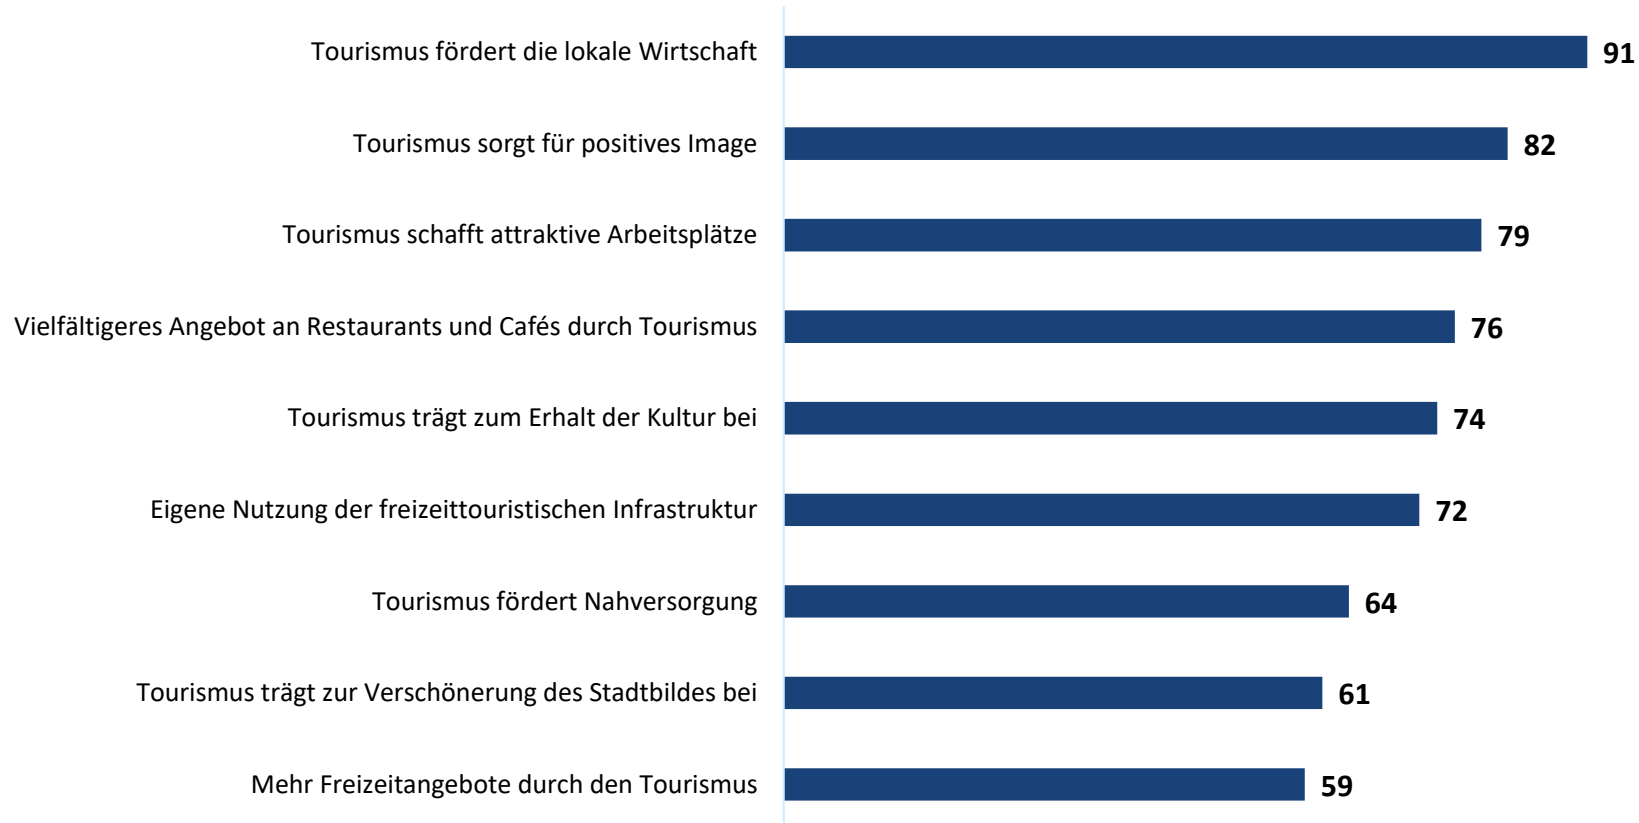 Tourismus fördert die lokale Wirtschaft 91
Tourismus sorgt für positives Image 82
Tourismus schafft attraktive Arbeitsplätze 79
Vielfältigeres Angebot an Restaurants und Cafés durch Tourismus 76
Tourismus trägt zum Erhalt der Kultur bei 74
Eigene Nutzung der freizeittouristischen Infrastruktur 72
Tourismus fördert Nahversorgung 64
Tourismus trägt zur Verschönerung des Stadtbildes bei 61
Mehr Freizeitangebote durch den Tourismus 59